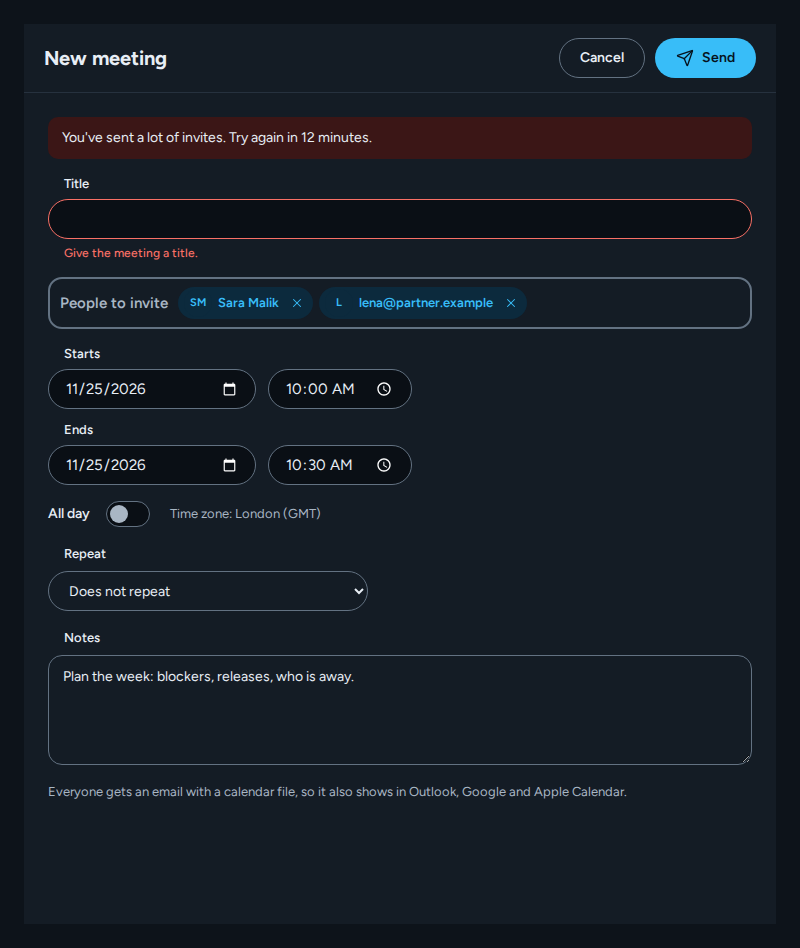 New meeting
Cancel
Send
You've sent a lot of invites. Try again in 12 minutes.
Title
Give the meeting a title.
People to invite SM Sara Malik L lena@partner.example
Starts
11/25/2026 10:00 AM
Ends
11/25/2026 10:30 AM
All day Time zone: London (GMT)
Repeat
Does not repeat
Notes
Plan the week: blockers, releases, who is away.
Everyone gets an email with a calendar file, so it also shows in Outlook, Google and Apple Calendar.